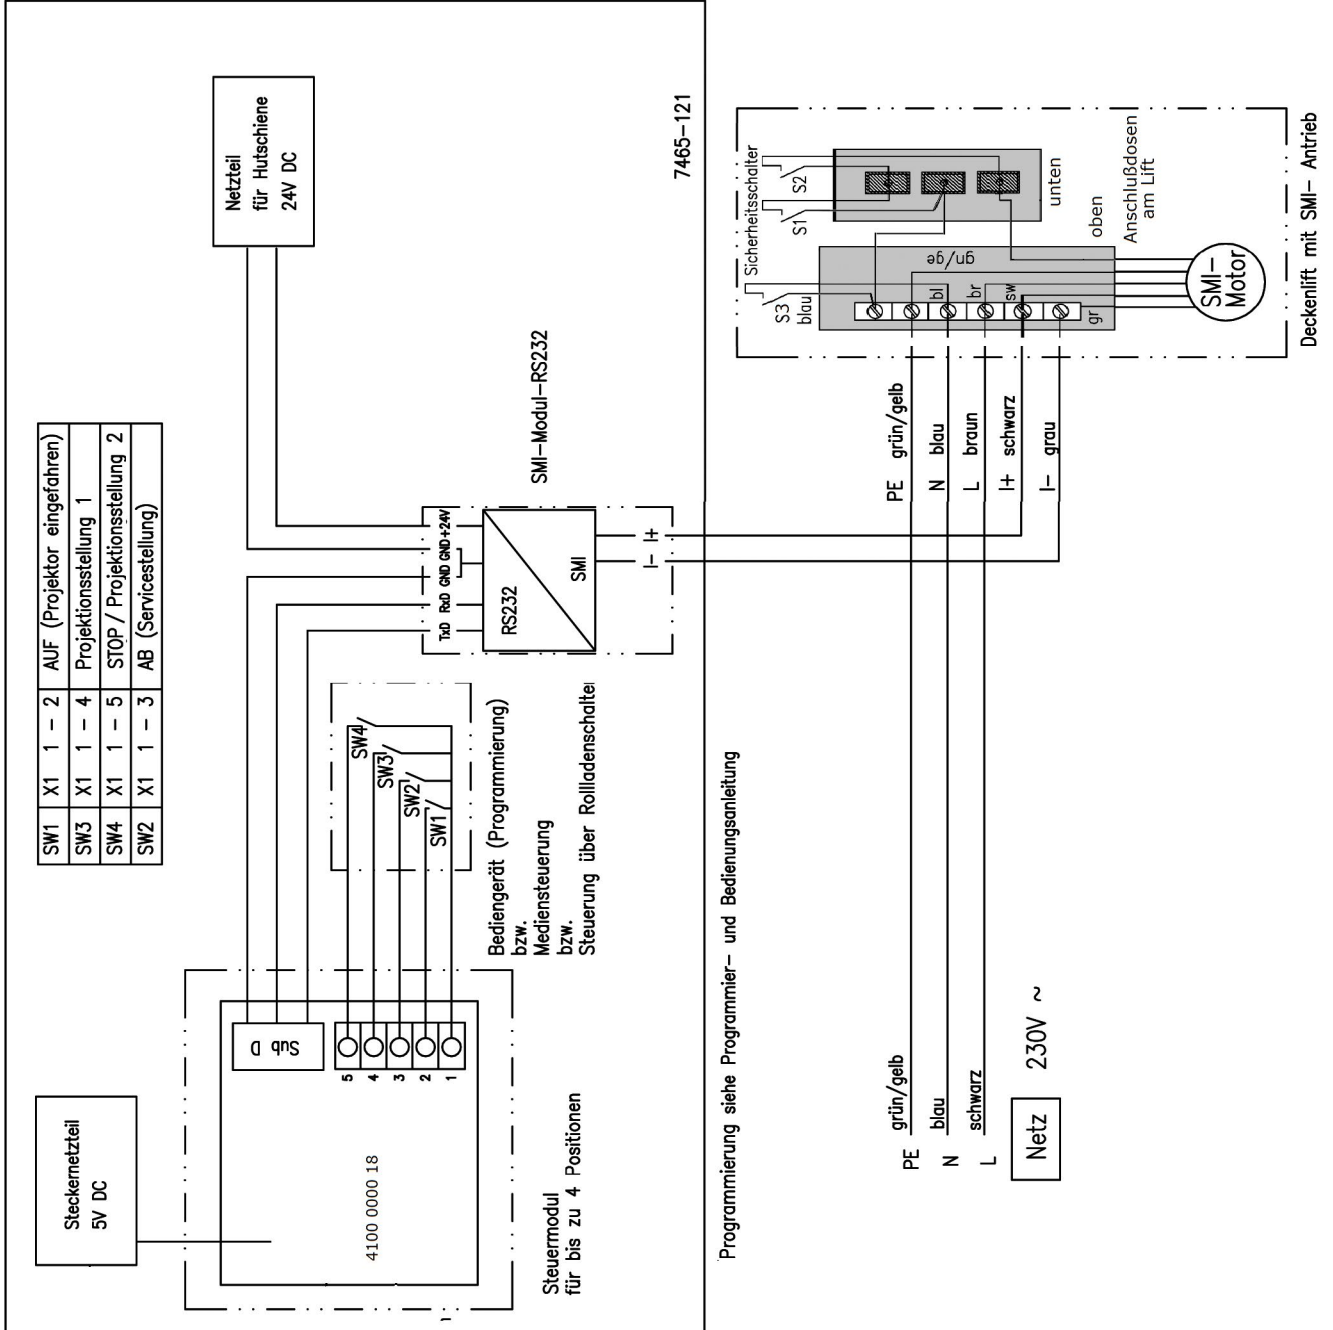 Netzteil
für Hutschiene
24V DC
7465-121
SW1 X1 1 - 2 AUF (Projektor eingefahren)
SW3 X1 1 - 4 Projektionsstellung 1
SW4 X1 1 - 5 STOP / Projektionsstellung 2
SW2 X1 1 - 3 AB (Servicestellung)
SMI-Modul-RS232
TxD RxD GND GND +24V
RS232
SMI
I- I+
SW4
SW3
SW2
SW1
Bediengerät (Programmierung)
bzw.
Mediensteuerung
bzw.
Steuerung über Rollladenschalte
Steckernetzteil
5V DC
Sub D
5
4
3
2
1
4100 0000 18
Steuermodul
für bis zu 4 Positionen
Programmierung siehe Programmier- und Bedienungsanleitung
Sicherheitsschalter
S1
S2
S3
blau
unten
oben
Anschlußdosen
am Lift
gn/ge
bl
br
sw
gr
SMI-
Motor
Deckenlift mit SMI- Antrieb
PE grün/gelb
N blau
L braun
I+ schwarz
I- grau
PE grün/gelb
N blau
L schwarz
Netz 230V ~